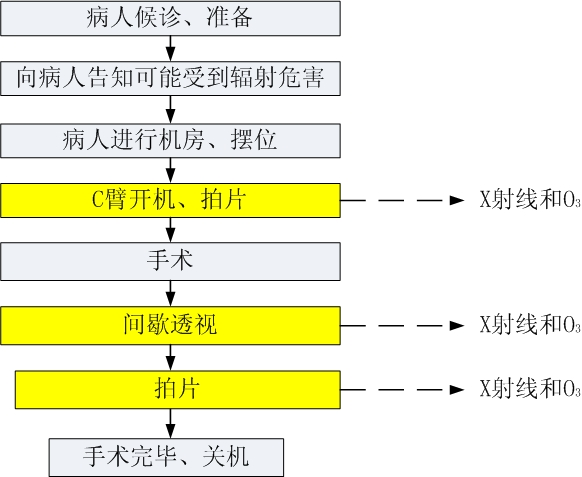 病人候诊、准备
向病人告知可能受到辐射危害
病人进行机房、摆位
C臂开机、拍片
X射线和O₃
手术
间歇透视
X射线和O₃
拍片
X射线和O₃
手术完毕、关机